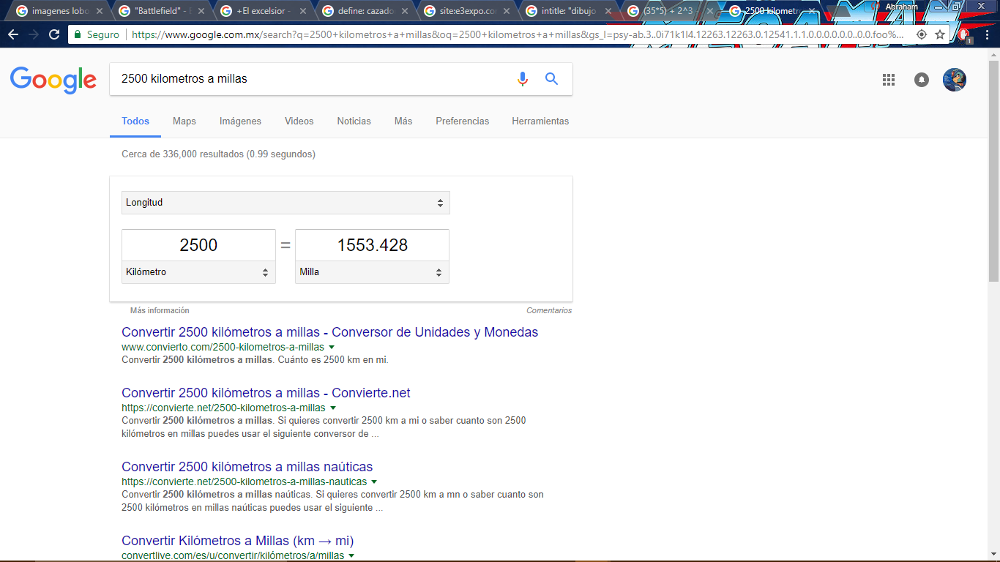 imagenes lobo
"Battlefield" -
+El excelsior -
define: cazado
site:e3expo.co
intitle: "dibujo
(35*5) + 2^3
2500 kilometr
Abraham
Seguro
https://www.google.com.mx/search?q=2500+kilometros+a+millas&oq=2500+kilometros+a+millas&gs_l=psy-ab.3..0i71k1l4.12263.12263.0.12541.1.1.0.0.0.0.0.0..0.0.foo%...
1
Google
2500 kilometros a millas
Todos Maps Imágenes Videos Noticias Más Preferencias Herramientas
Cerca de 336,000 resultados (0.99 segundos)
Longitud
2500 = 1553.428
Kilómetro Milla
Más información Comentarios
Convertir 2500 kilómetros a millas - Conversor de Unidades y Monedas
www.convierto.com/2500-kilometros-a-millas
Convertir 2500 kilómetros a millas. Cuánto es 2500 km en mi.
Convertir 2500 kilómetros a millas - Convierte.net
https://convierte.net/2500-kilometros-a-millas
Convertir 2500 kilómetros a millas. Si quieres convertir 2500 km a mi o saber cuanto son 2500
kilómetros en millas puedes usar el siguiente conversor de ...
Convertir 2500 kilómetros a millas naúticas
https://convierte.net/2500-kilometros-a-millas-nauticas
Convertir 2500 kilómetros a millas naúticas. Si quieres convertir 2500 km a mn o saber cuanto son
2500 kilómetros en millas naúticas puedes usar el siguiente ...
Convertir Kilómetros a Millas (km → mi)
convertlive.com/es/u/convertir/kilómetros/a/millas